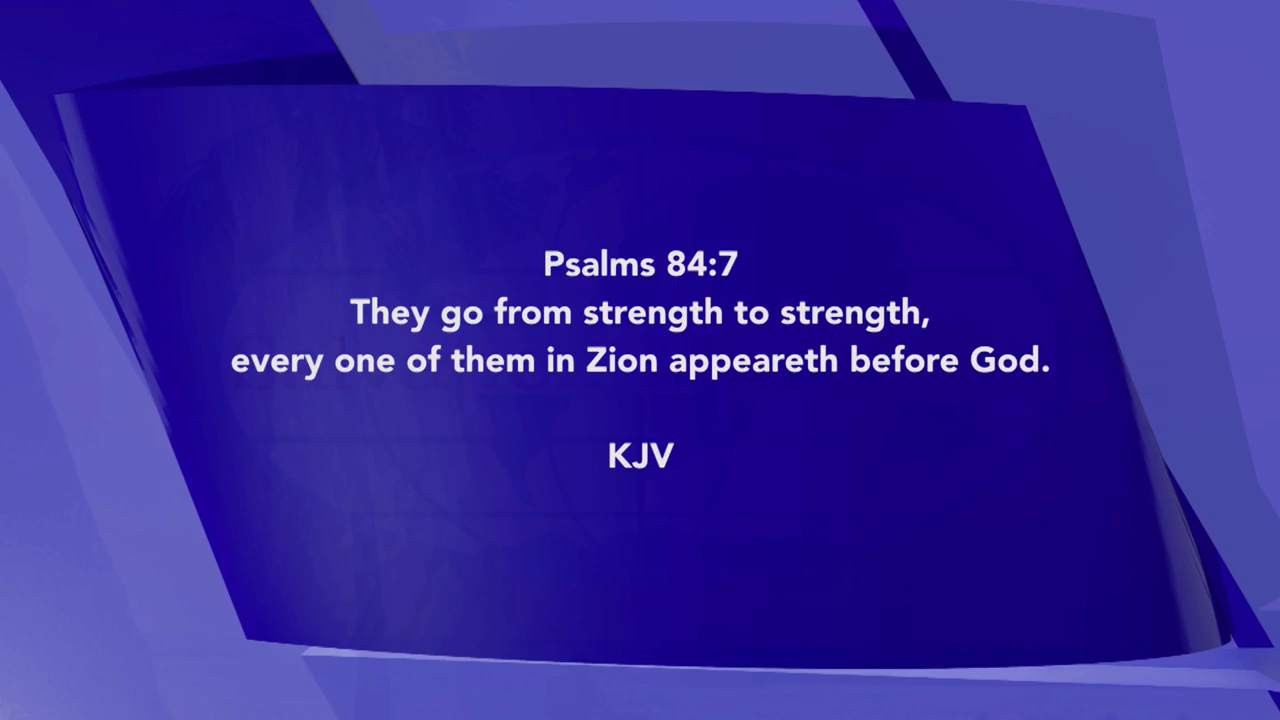 Psalms 84:7
They go from strength to strength,
every one of them in Zion appeareth before God.
KJV